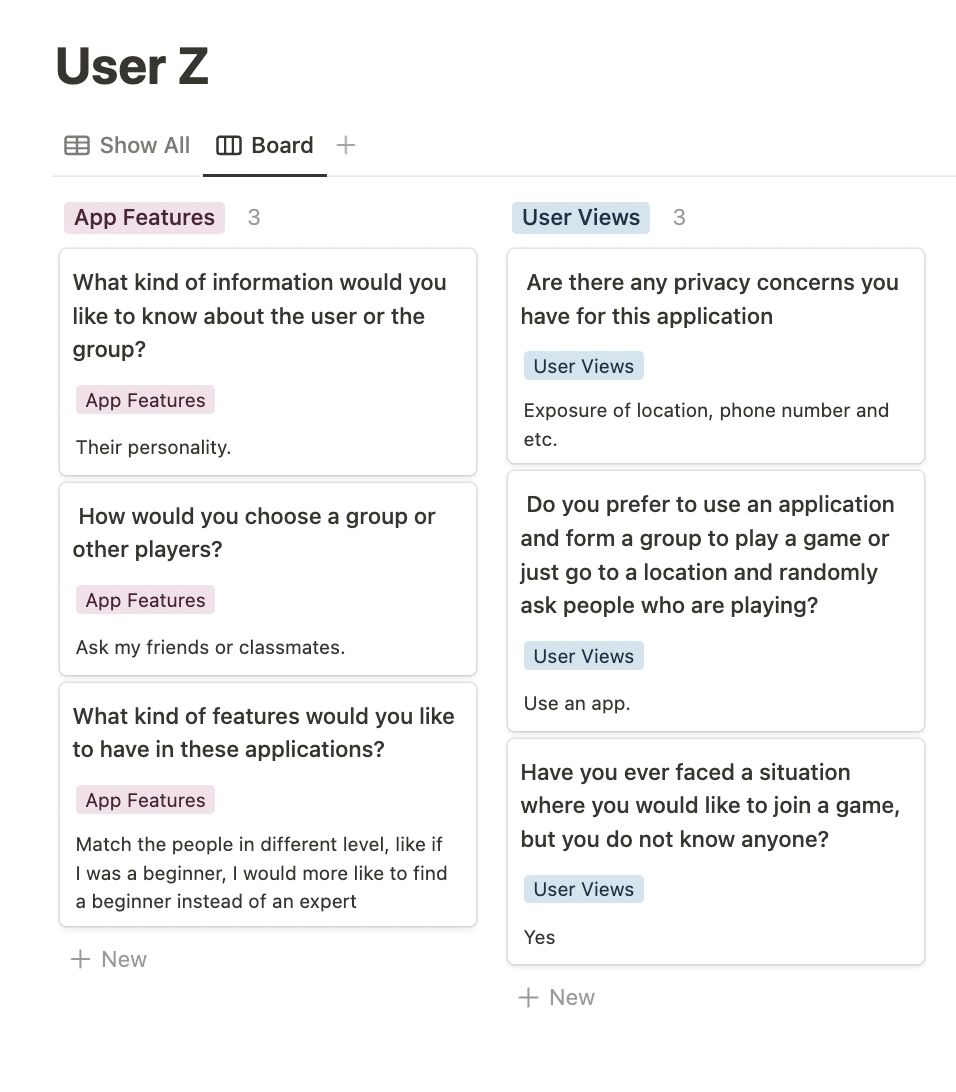 User Z
Show All
Board
App Features 3
What kind of information would you
like to know about the user or the
group?
App Features
Their personality.
How would you choose a group or
other players?
App Features
Ask my friends or classmates.
What kind of features would you like
to have in these applications?
App Features
Match the people in different level, like if
I was a beginner, I would more like to find
a beginner instead of an expert
+ New
User Views 3
Are there any privacy concerns you
have for this application
User Views
Exposure of location, phone number and
etc.
Do you prefer to use an application
and form a group to play a game or
just go to a location and randomly
ask people who are playing?
User Views
Use an app.
Have you ever faced a situation
where you would like to join a game,
but you do not know anyone?
User Views
Yes
+ New